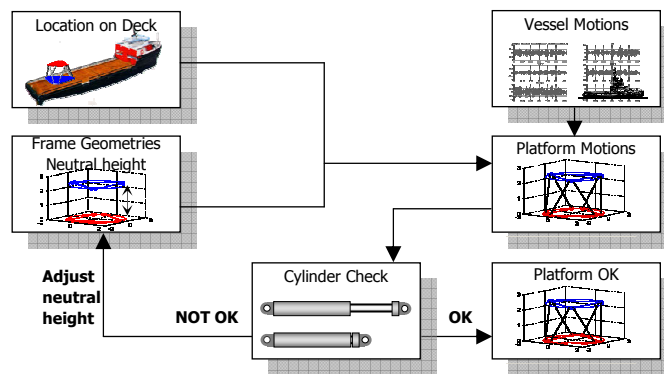 Location on Deck
Vessel Motions
Frame Geometries
Neutral height
Platform Motions
Adjust
neutral
height
NOT OK
Cylinder Check
OK
Platform OK